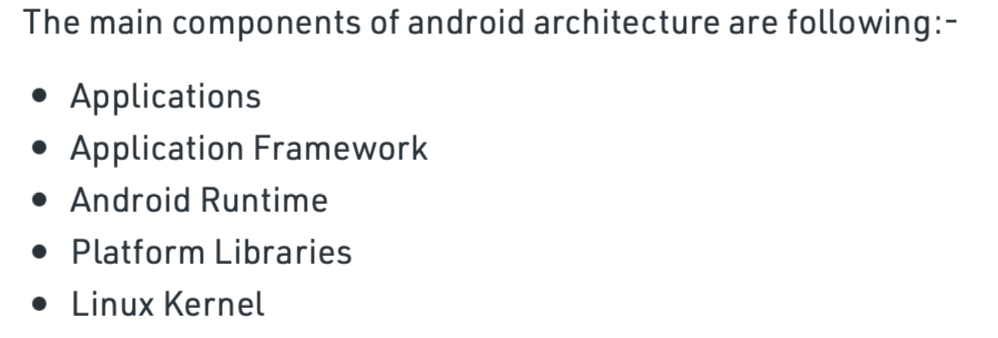 The main components of android architecture are following:-
• Applications
• Application Framework
• Android Runtime
• Platform Libraries
• Linux Kernel